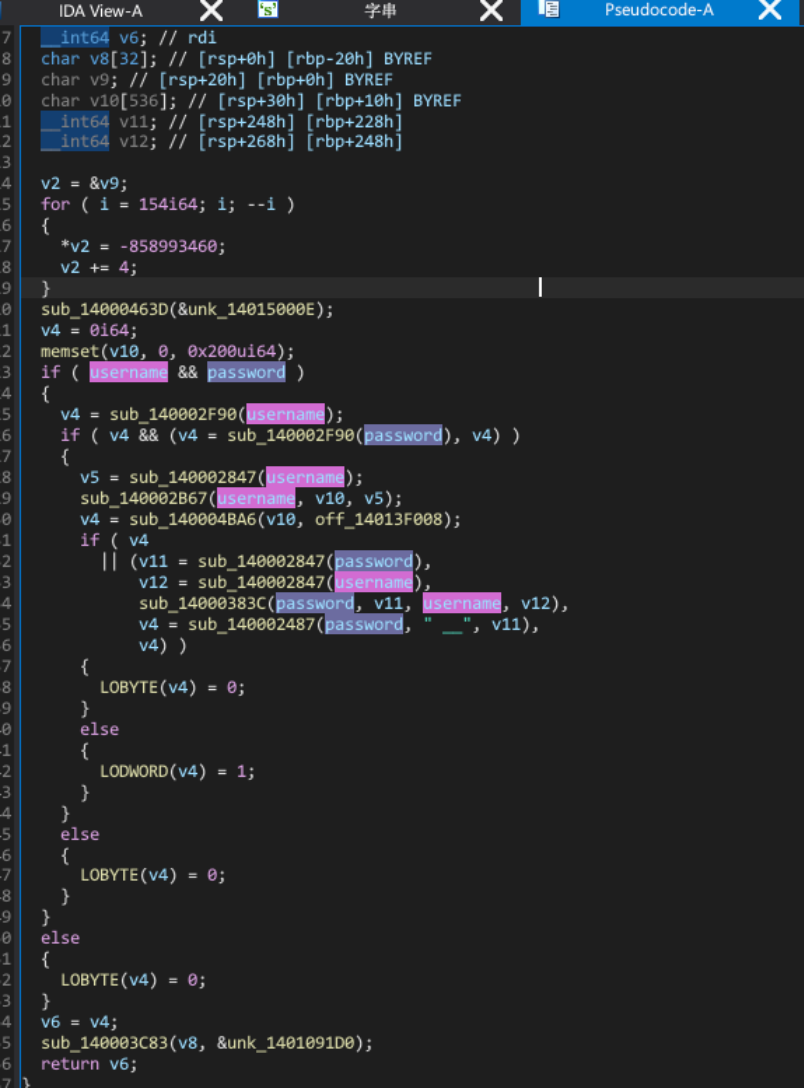 IDA View-A 's' 字串 Pseudocode-A
7 __int64 v6; // rdi
8 char v8[32]; // [rsp+0h] [rbp-20h] BYREF
9 char v9; // [rsp+20h] [rbp+0h] BYREF
0 char v10[536]; // [rsp+30h] [rbp+10h] BYREF
1 __int64 v11; // [rsp+248h] [rbp+228h]
2 __int64 v12; // [rsp+268h] [rbp+248h]
3
4 v2 = &v9;
5 for ( i = 154i64; i; --i )
6 {
7 *v2 = -858993460;
8 v2 += 4;
9 }
0 sub_14000463D(&unk_14015000E);
1 v4 = 0i64;
2 memset(v10, 0, 0x200ui64);
3 if ( username && password )
4 {
5 v4 = sub_140002F90(username);
6 if ( v4 && (v4 = sub_140002F90(password), v4) )
7 {
8 v5 = sub_140002847(username);
9 sub_140002B67(username, v10, v5);
0 v4 = sub_140004BA6(v10, off_14013F008);
1 if ( v4
2 || (v11 = sub_140002847(password),
3 v12 = sub_140002847(username),
4 sub_14000383C(password, v11, username, v12),
5 v4 = sub_140002487(password, " __", v11),
6 v4) )
7 {
8 LOBYTE(v4) = 0;
9 }
0 else
1 {
2 LODWORD(v4) = 1;
3 }
4 }
5 else
6 {
7 LOBYTE(v4) = 0;
8 }
9 }
0 else
1 {
2 LOBYTE(v4) = 0;
3 }
4 v6 = v4;
5 sub_140003C83(v8, &unk_1401091D0);
6 return v6;
7 }